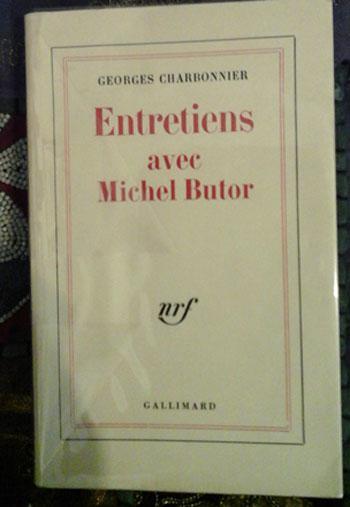 GEORGES CHARBONNIER
Entretiens
avec
Michel Butor
nrf
GALLIMARD